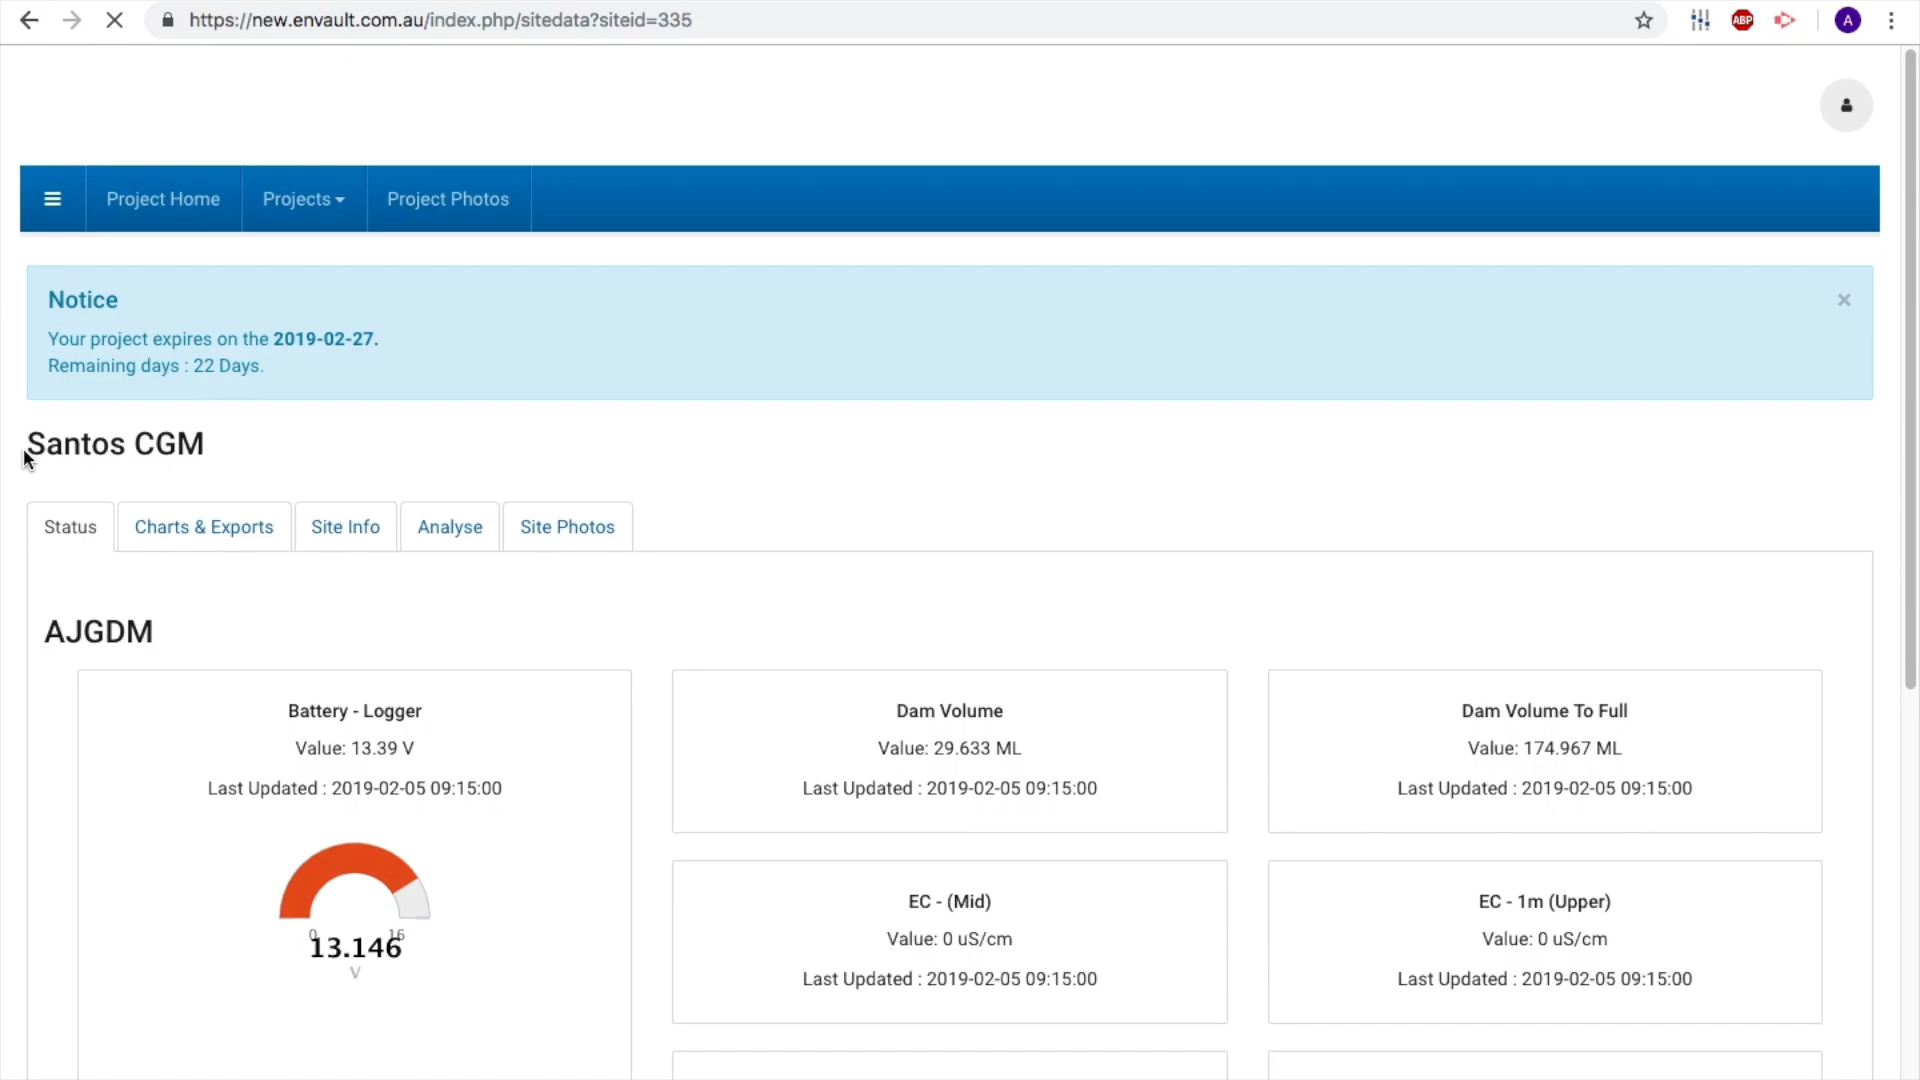 https://new.envault.com.au/index.php/sitedata?siteid=335
ABP
A
Project Home
Projects
Project Photos
Notice
×
Your project expires on the 2019-02-27.
Remaining days : 22 Days.
Santos CGM
Status
Charts & Exports
Site Info
Analyse
Site Photos
AJGDM
Battery - Logger
Value: 13.39 V
Last Updated : 2019-02-05 09:15:00
0
16
13.146
V
Dam Volume
Value: 29.633 ML
Last Updated : 2019-02-05 09:15:00
Dam Volume To Full
Value: 174.967 ML
Last Updated : 2019-02-05 09:15:00
EC - (Mid)
Value: 0 uS/cm
Last Updated : 2019-02-05 09:15:00
EC - 1m (Upper)
Value: 0 uS/cm
Last Updated : 2019-02-05 09:15:00